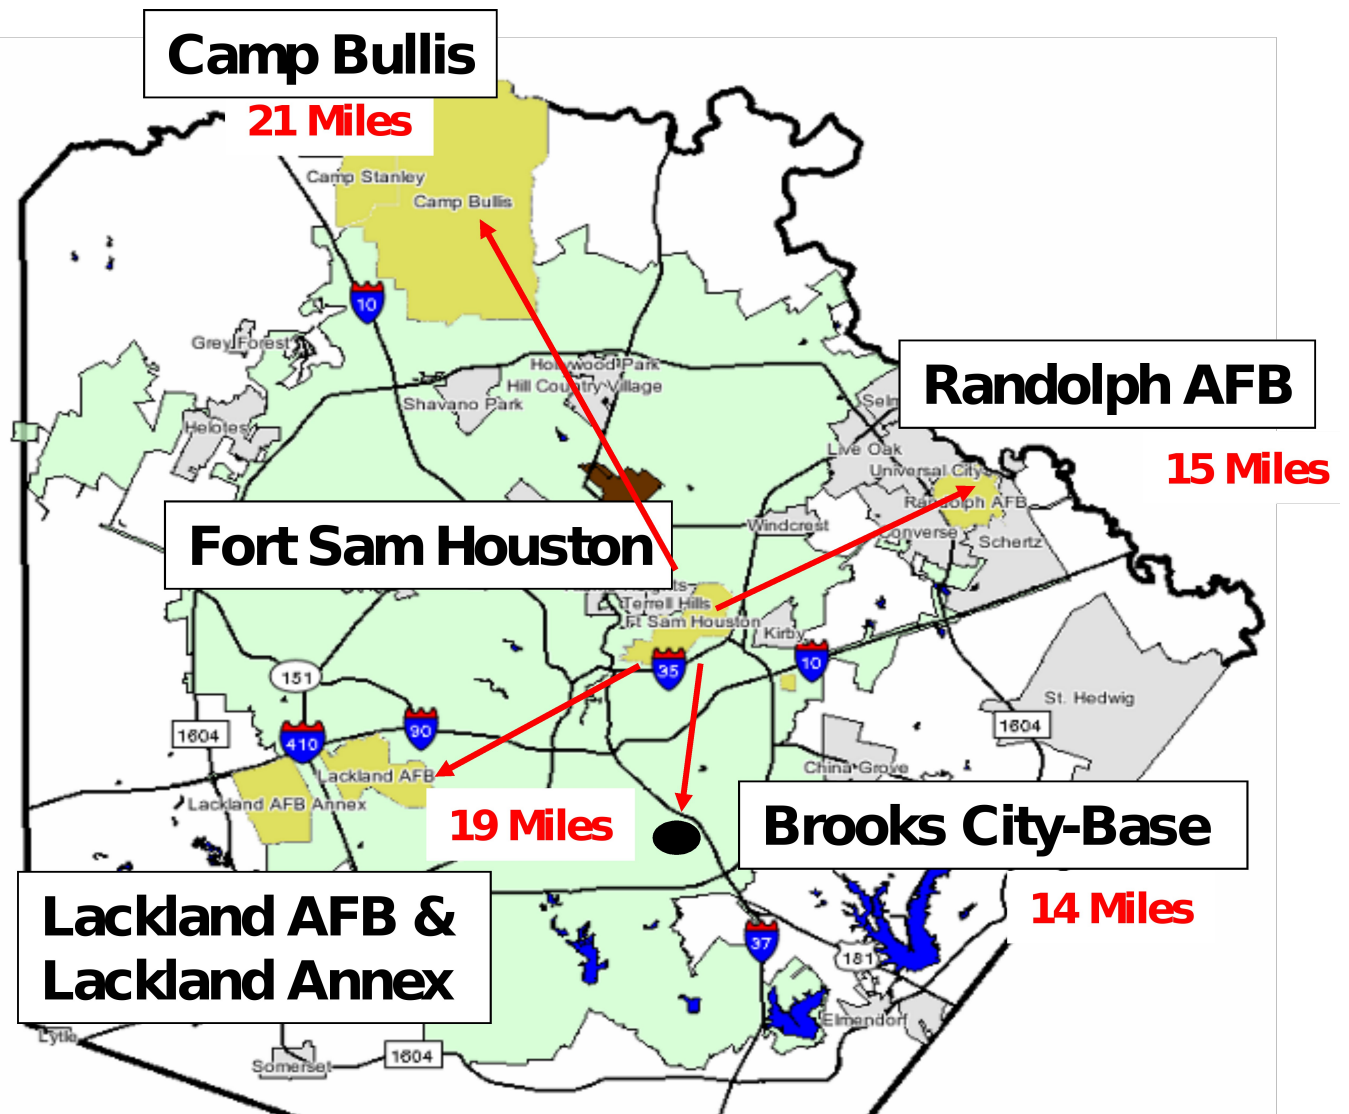 Camp Bullis
21 Miles
Camp Stanley
Camp Bullis
10
Grey Forest
Hollywood Park
Hill Country Village
Shavano Park
Helotes
Randolph AFB
15 Miles
Live Oak
Universal City
Randolph AFB
Converse
Schertz
Windcrest
Fort Sam Houston
Terrell Hills
Ft Sam Houston
Kirby
35
10
151
St. Hedwig
1604
1604
410
90
China Grove
Lackland AFB
Lackland AFB Annex
19 Miles
Brooks City-Base
14 Miles
Lackland AFB &
Lackland Annex
37
181
Elmendorf
Lytle
Somerset
1604